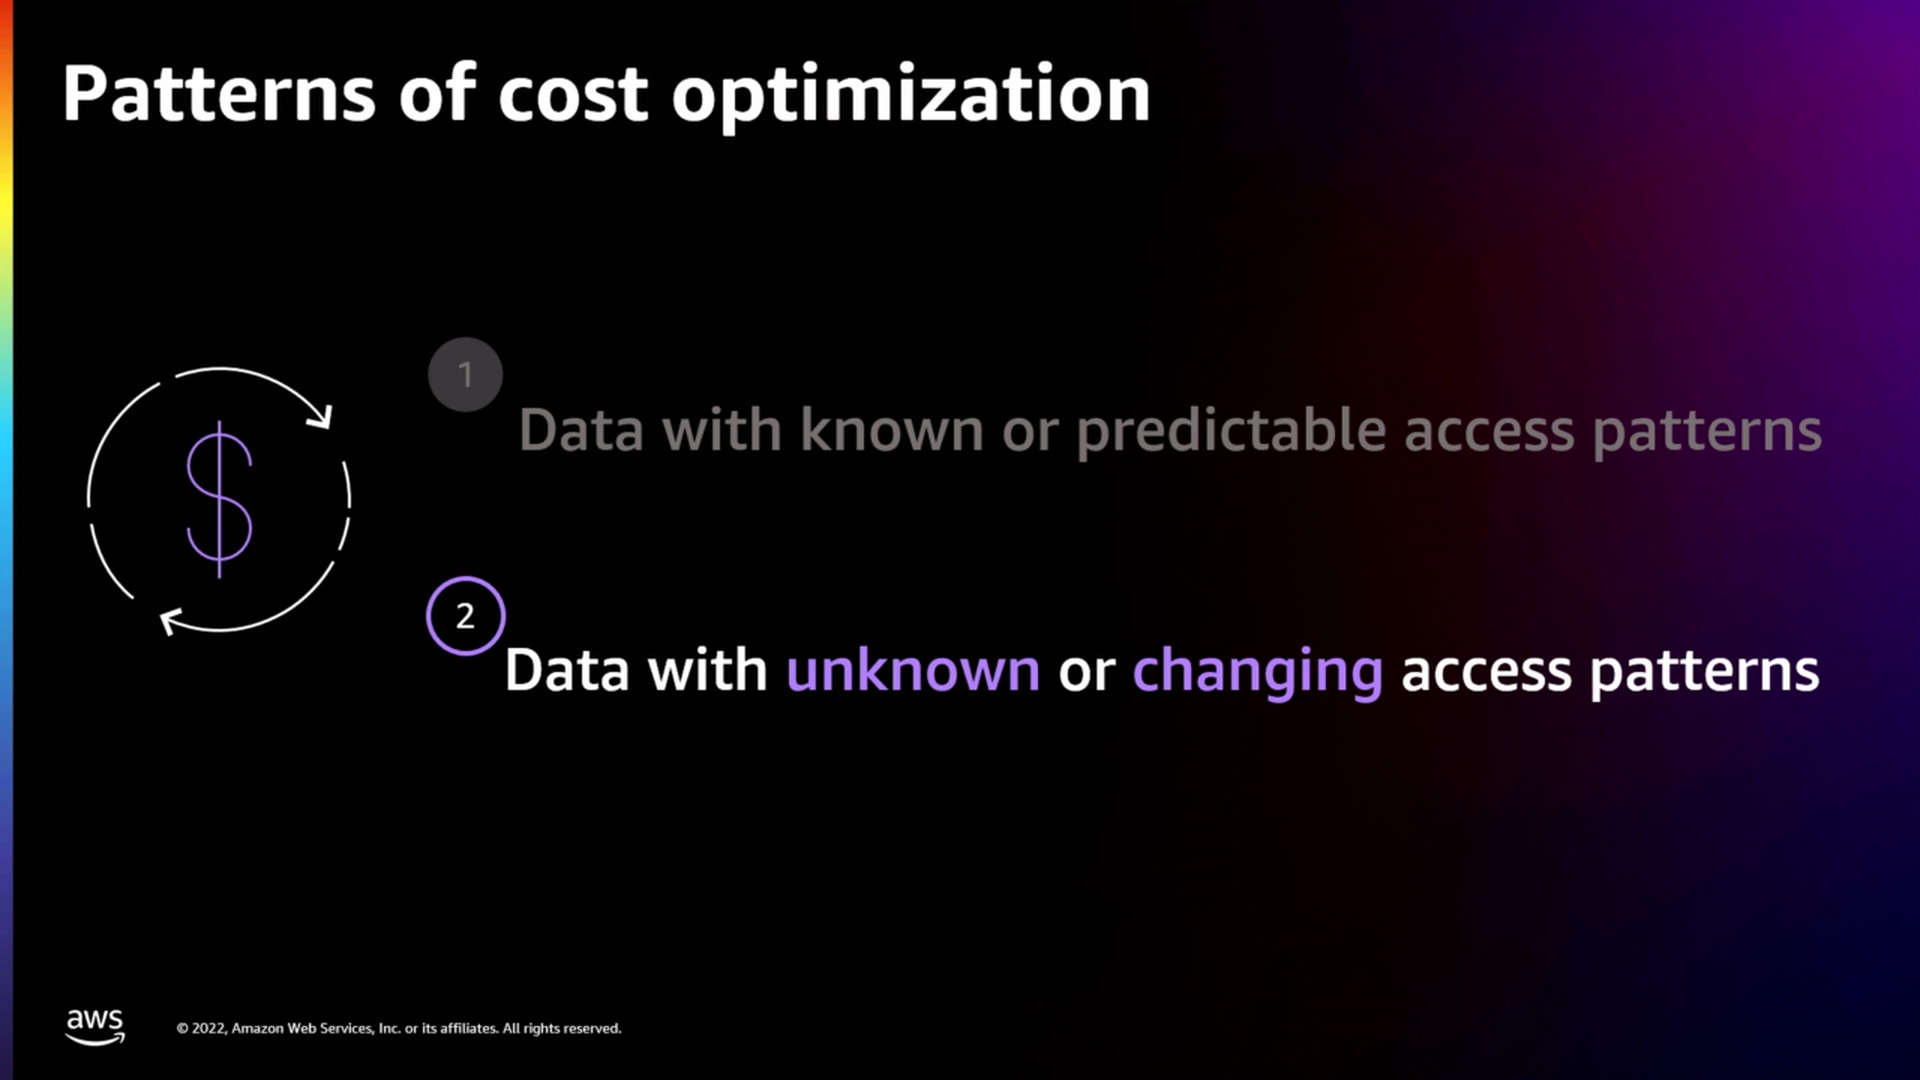 Patterns of cost optimization
1
Data with known or predictable access patterns
$
2
Data with unknown or changing access patterns
aws
© 2022, Amazon Web Services, Inc. or its affiliates. All rights reserved.